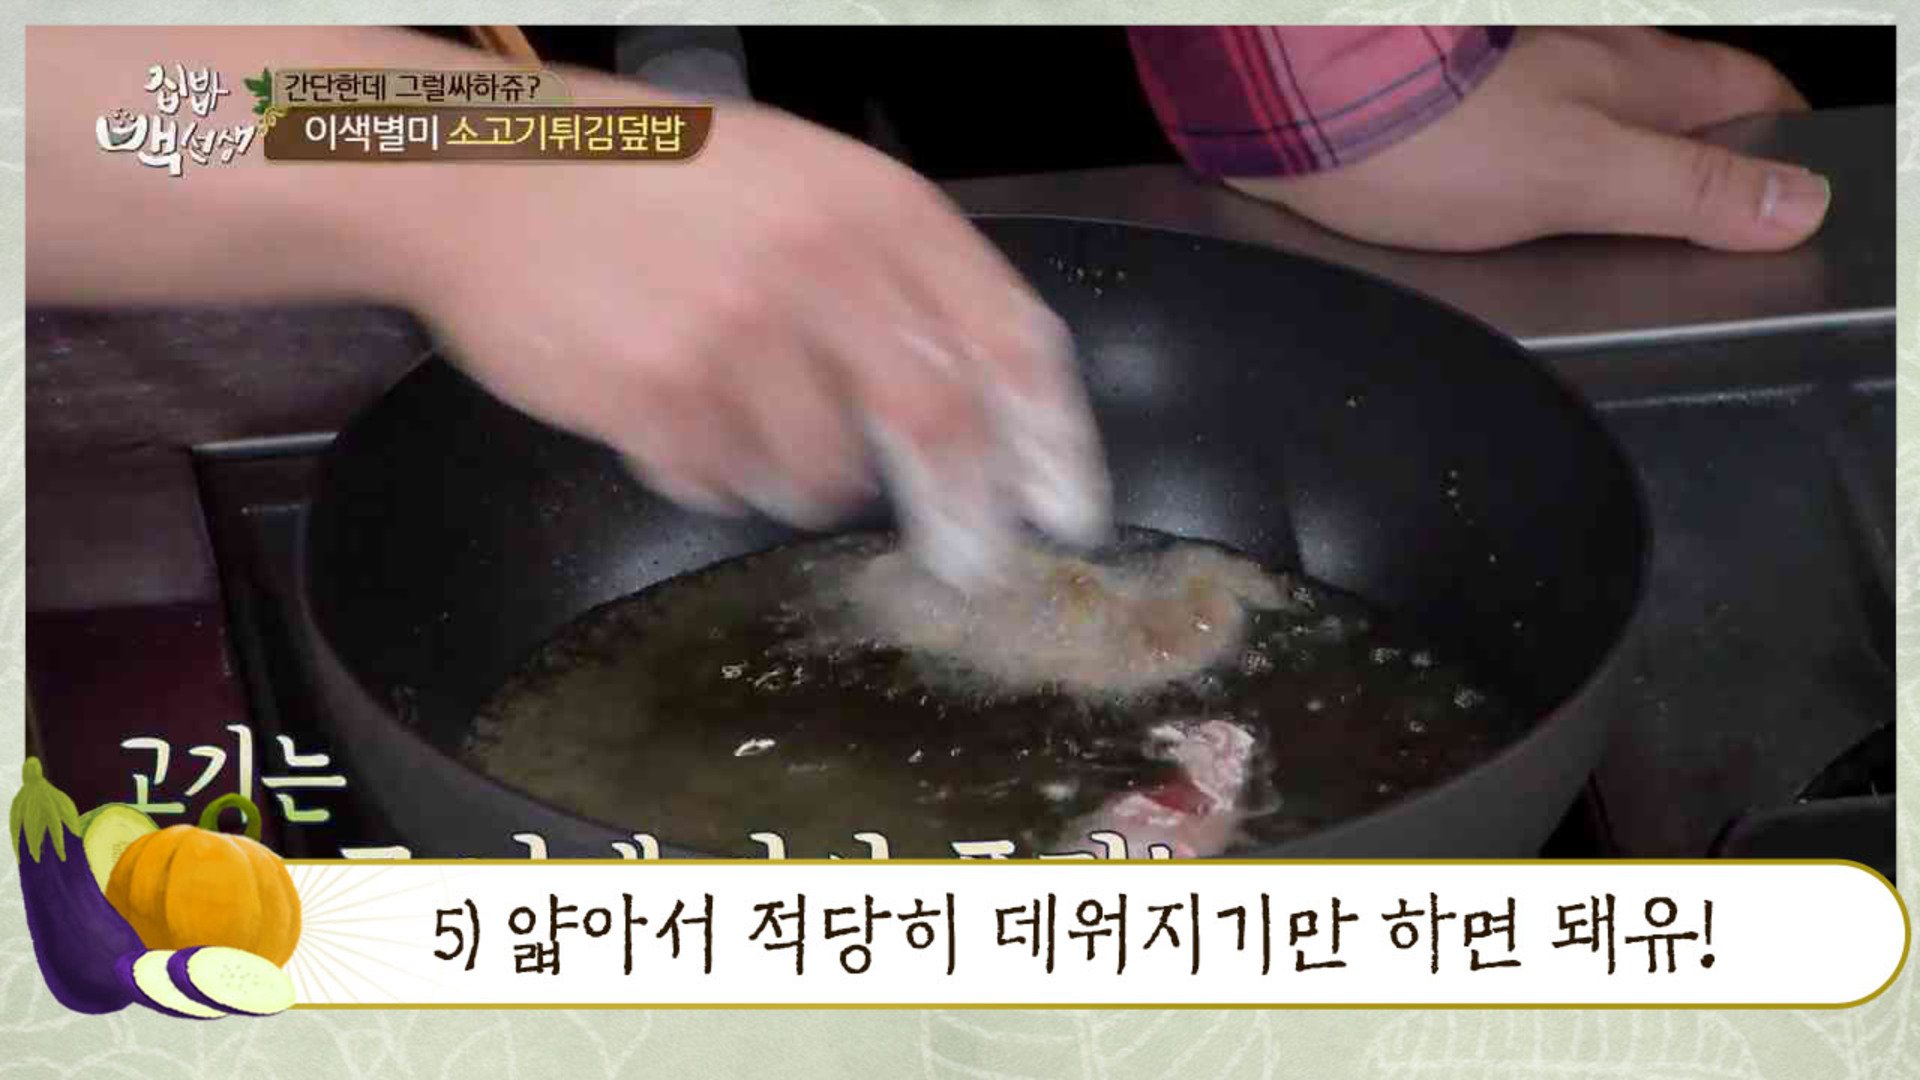 집밥
백선생
간단한데 그럴싸하쥬?
이색별미 소고기튀김덮밥
고기는
5) 얇아서 적당히 데워지기만 하면 돼유!